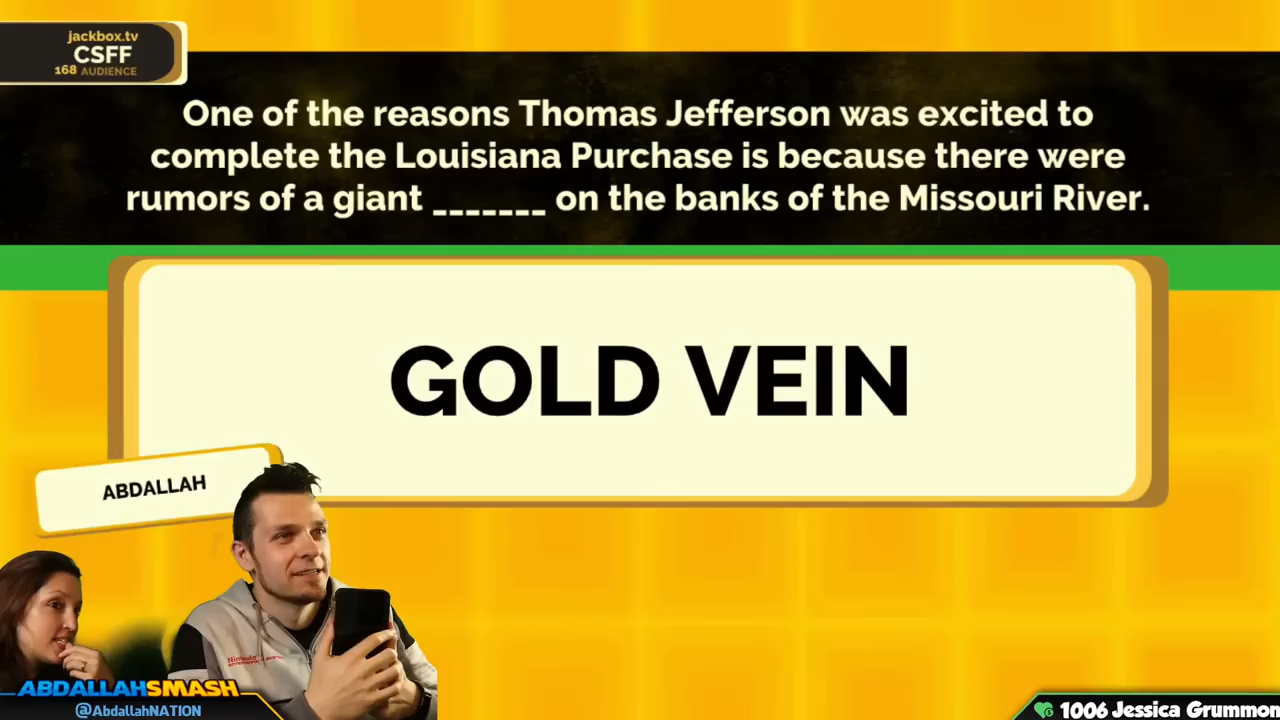 jackbox.tv
CSFF
168 AUDIENCE
One of the reasons Thomas Jefferson was excited to
complete the Louisiana Purchase is because there were
rumors of a giant _______ on the banks of the Missouri River.
GOLD VEIN
ABDALLAH
Nintendo
ABDALLAHSMASH
@AbdallahNATION
1006 Jessica Grummon